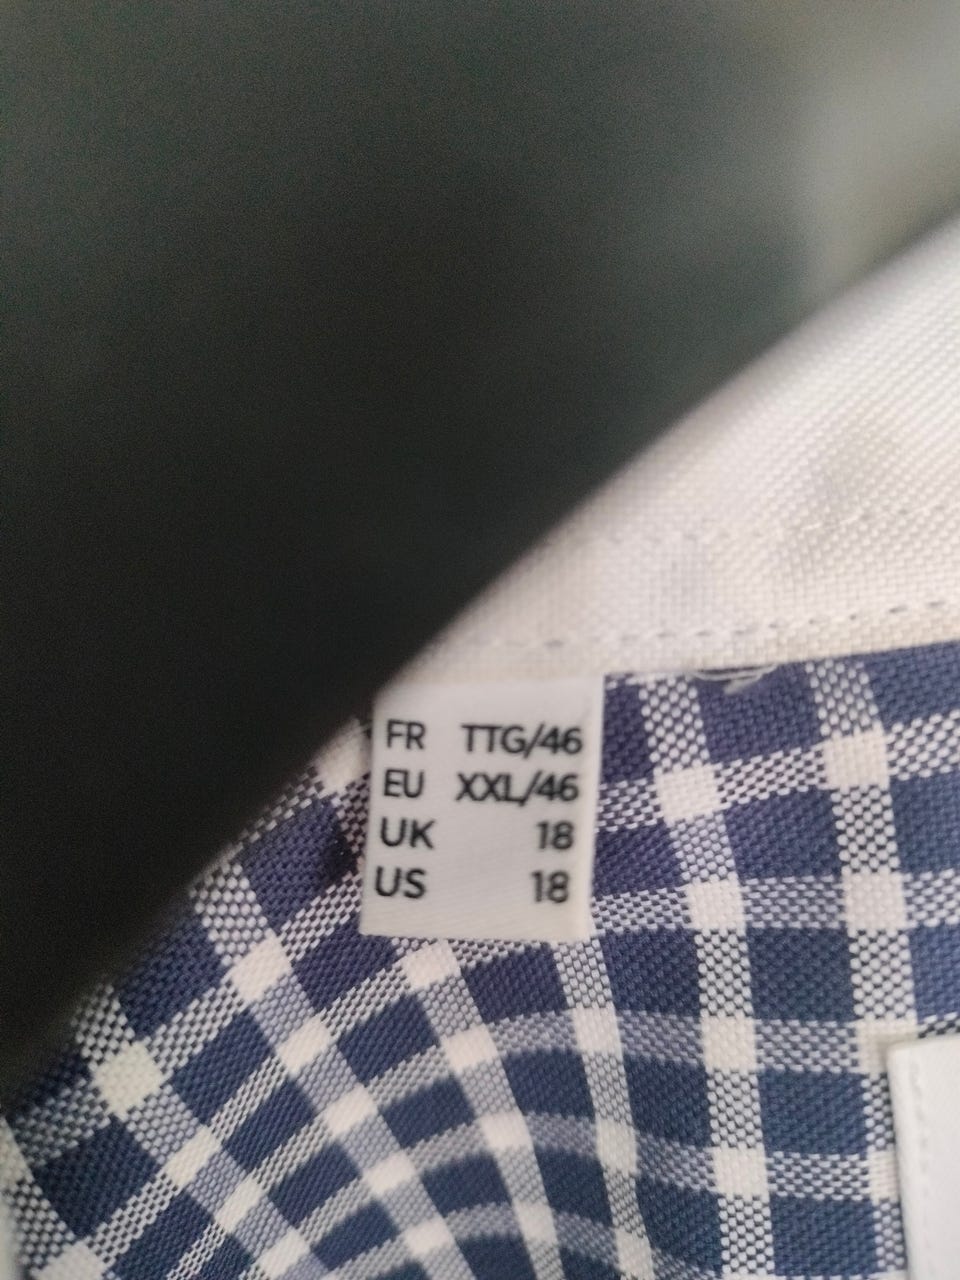 FR TTG/46
EU XXL/46
UK 18
US 18